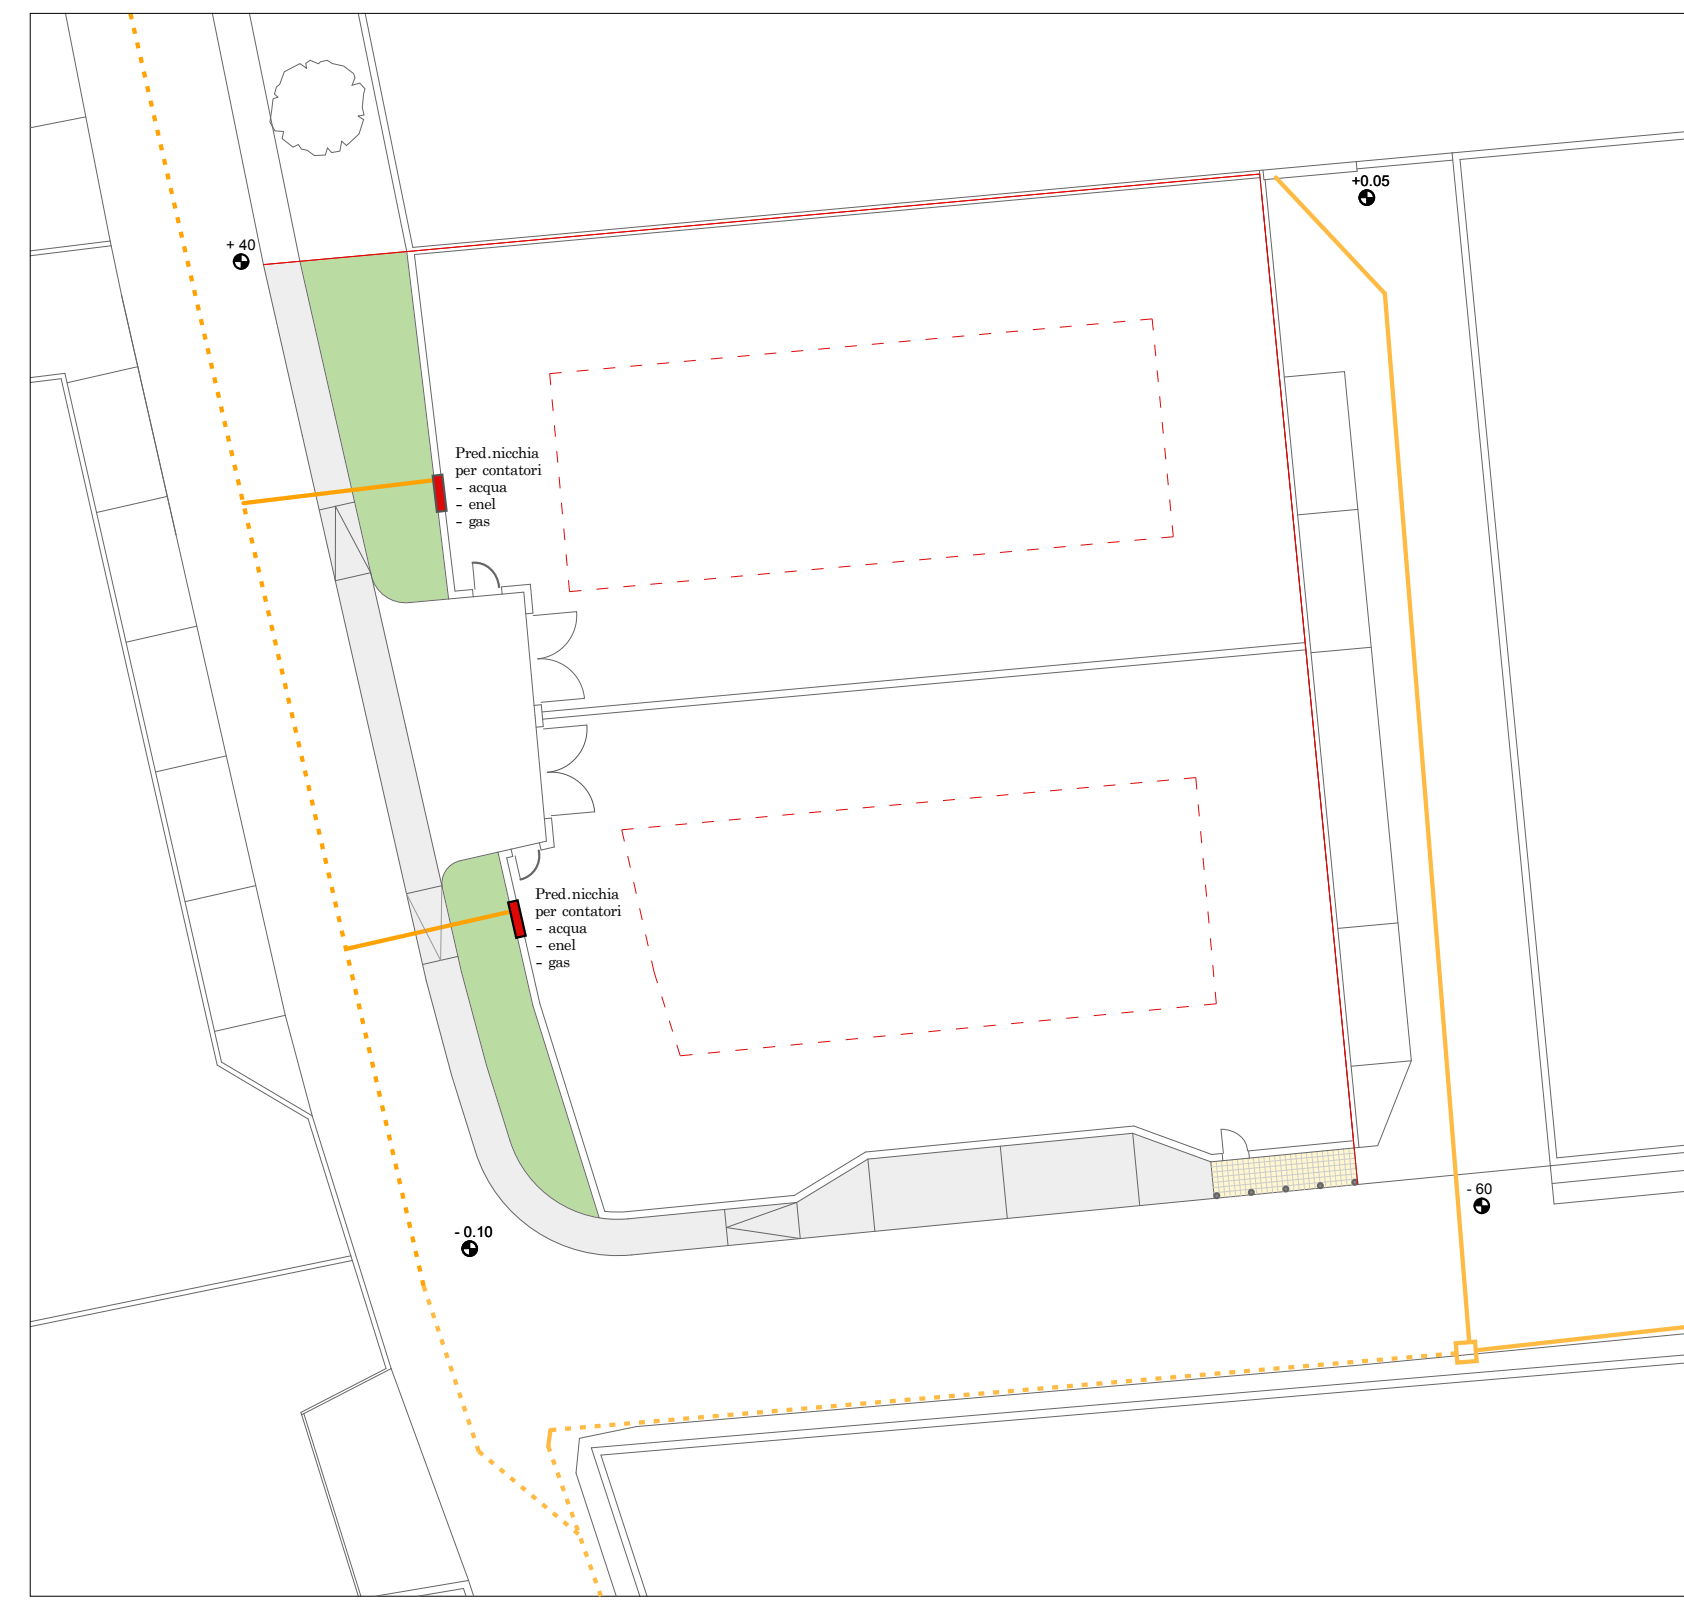 +0.05
+ 40
Pred.nicchia
per contatori
- acqua
- enel
- gas
Pred.nicchia
per contatori
- acqua
- enel
- gas
- 60
- 0.10